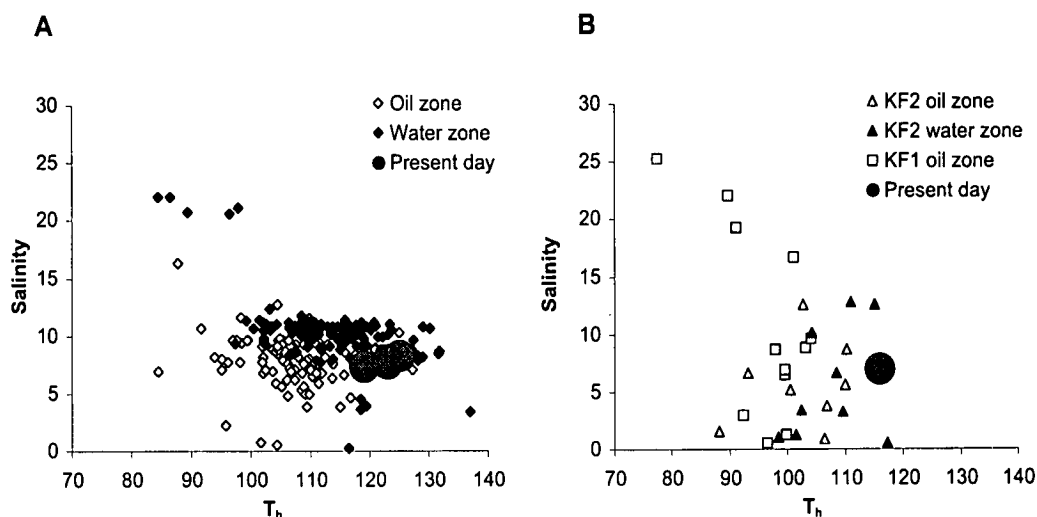 A
Oil zone
Water zone
Present day
30
25
20
15
10
5
0
Salinity
70 80 90 100 110 120 130 140
Th
B
KF2 oil zone
KF2 water zone
KF1 oil zone
Present day
30
25
20
15
10
5
0
Salinity
70 80 90 100 110 120 130 140
Th